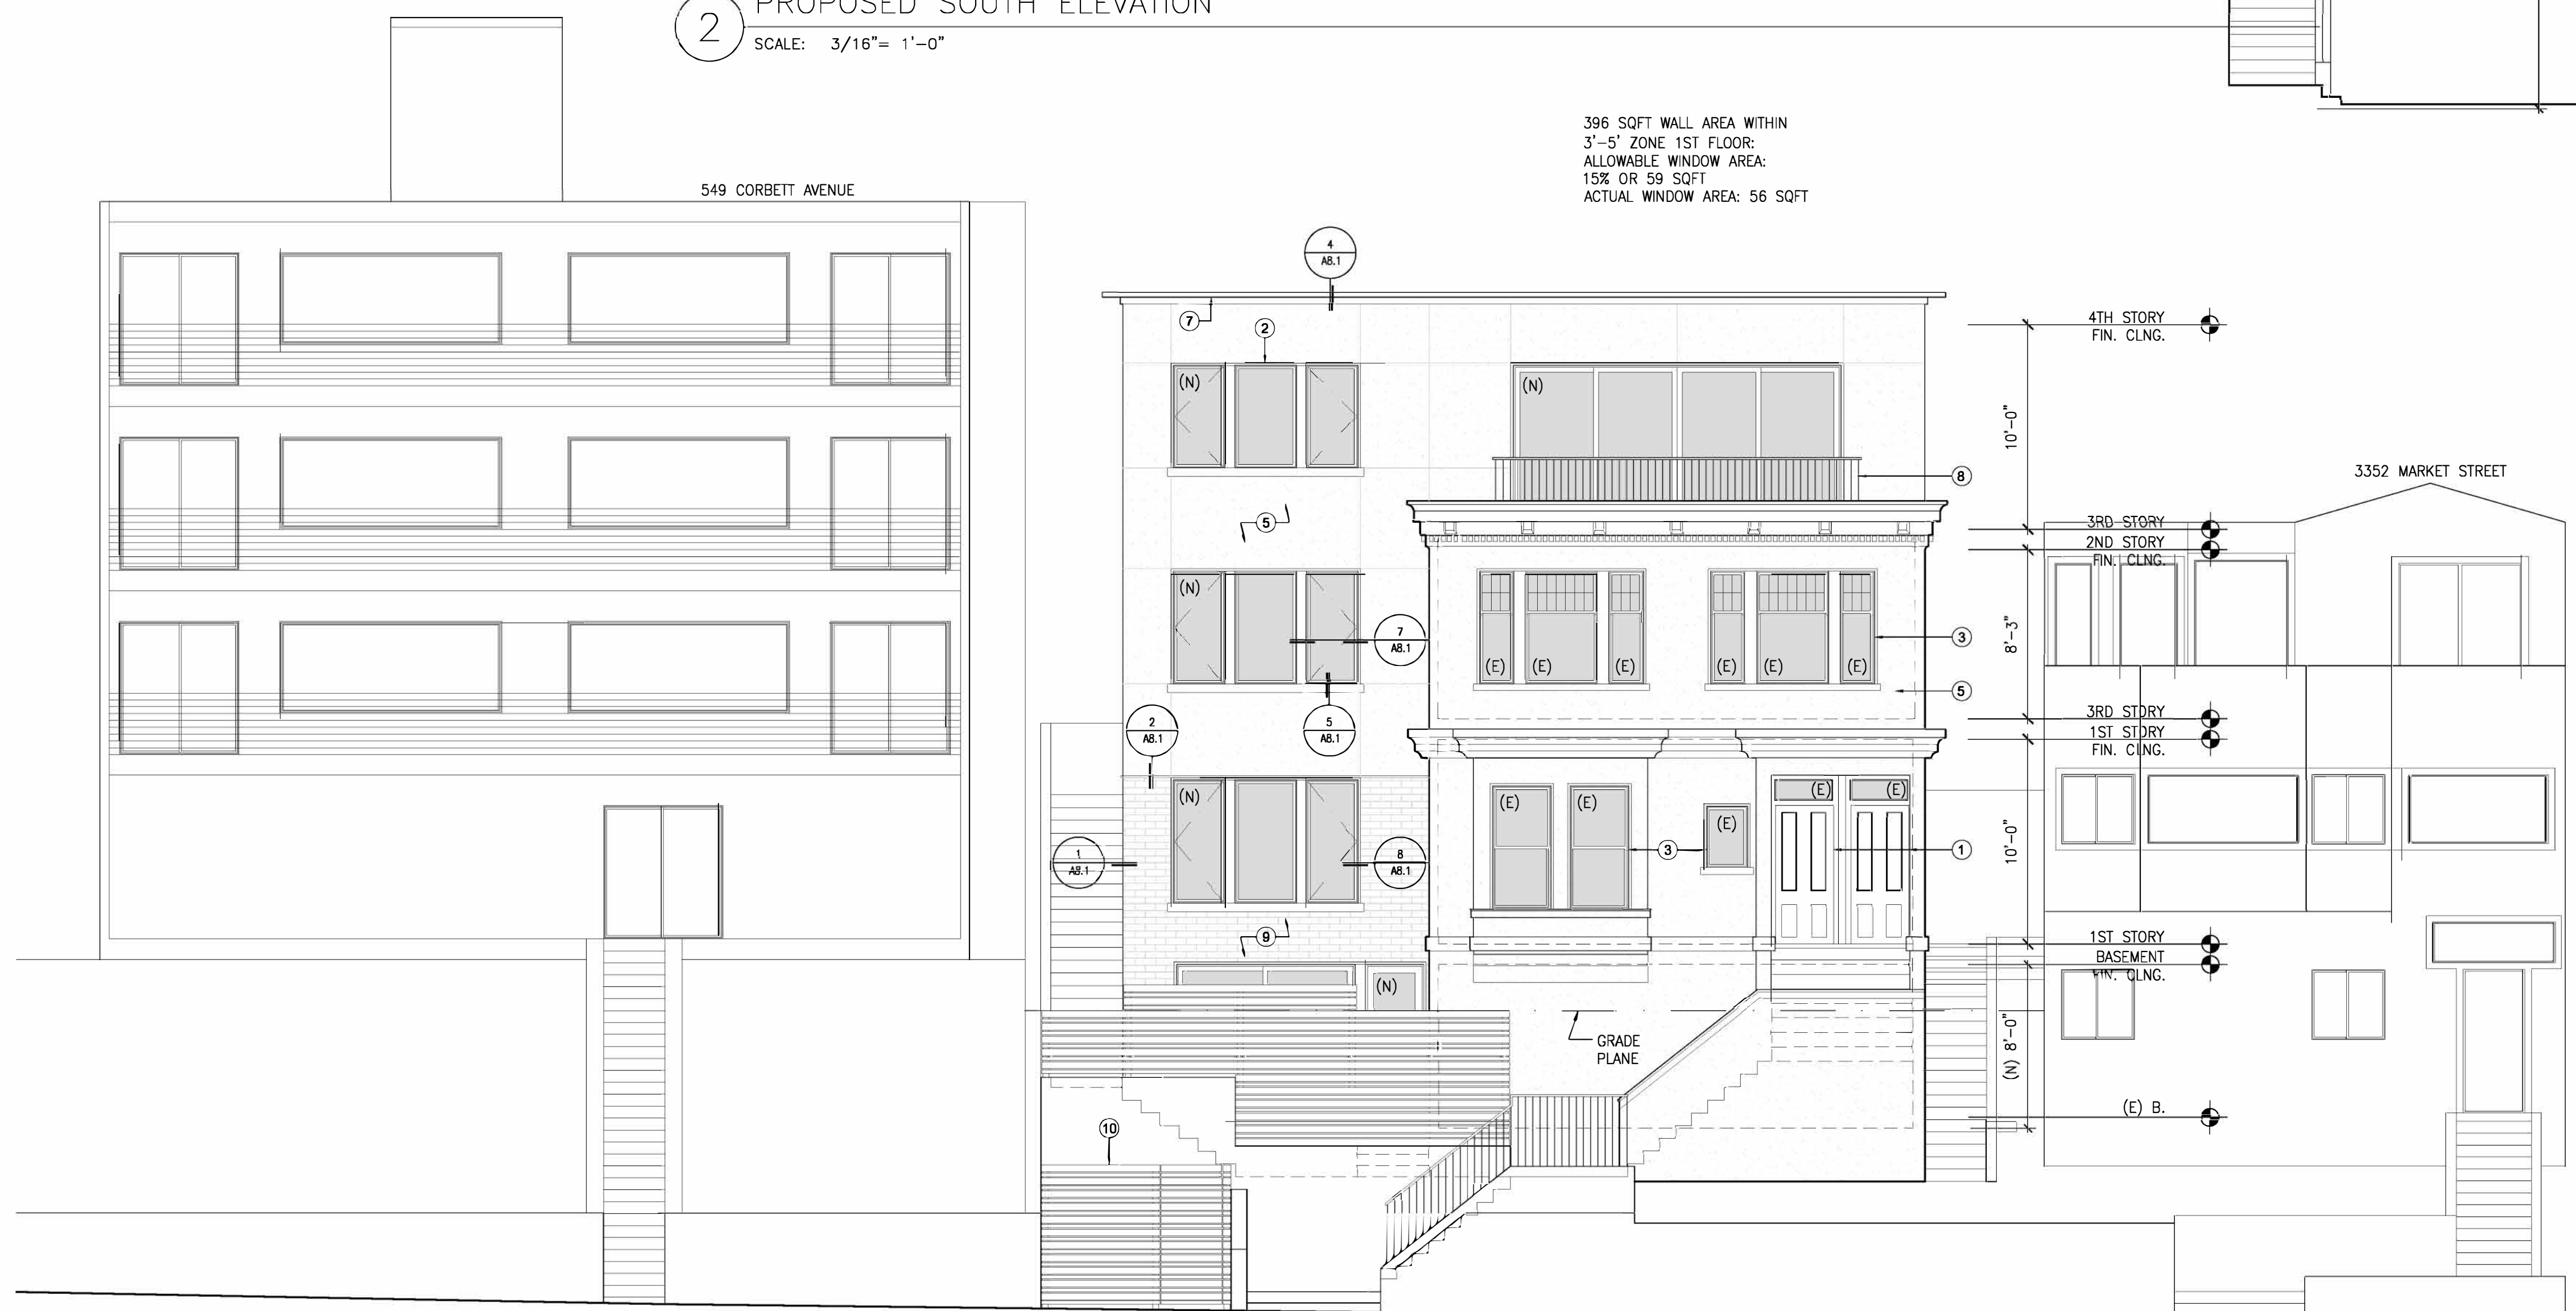 2
PROPOSED SOUTH ELEVATION
SCALE: 3/16"= 1'-0"
396 SQFT WALL AREA WITHIN
3'-5' ZONE 1ST FLOOR:
ALLOWABLE WINDOW AREA:
15% OR 59 SQFT
ACTUAL WINDOW AREA: 56 SQFT
549 CORBETT AVENUE
4
A8.1
7
2
4TH STORY
FIN. CLNG.
(N)
(N)
10'-0"
8
3352 MARKET STREET
5
3RD STORY
2ND STORY
FIN. CLNG.
(N)
7
A8.1
(E)
(E)
(E)
(E)
(E)
(E)
3
8'-3"
5
2
A8.1
5
A8.1
3RD STORY
1ST STORY
FIN. CLNG.
(N)
(E)
(E)
(E)
(E)
(E)
1
A8.1
8
A8.1
3
1
10'-0"
9
1ST STORY
BASEMENT
FIN. CLNG.
(N)
GRADE
PLANE
(N) 8'-0"
(E) B.
10